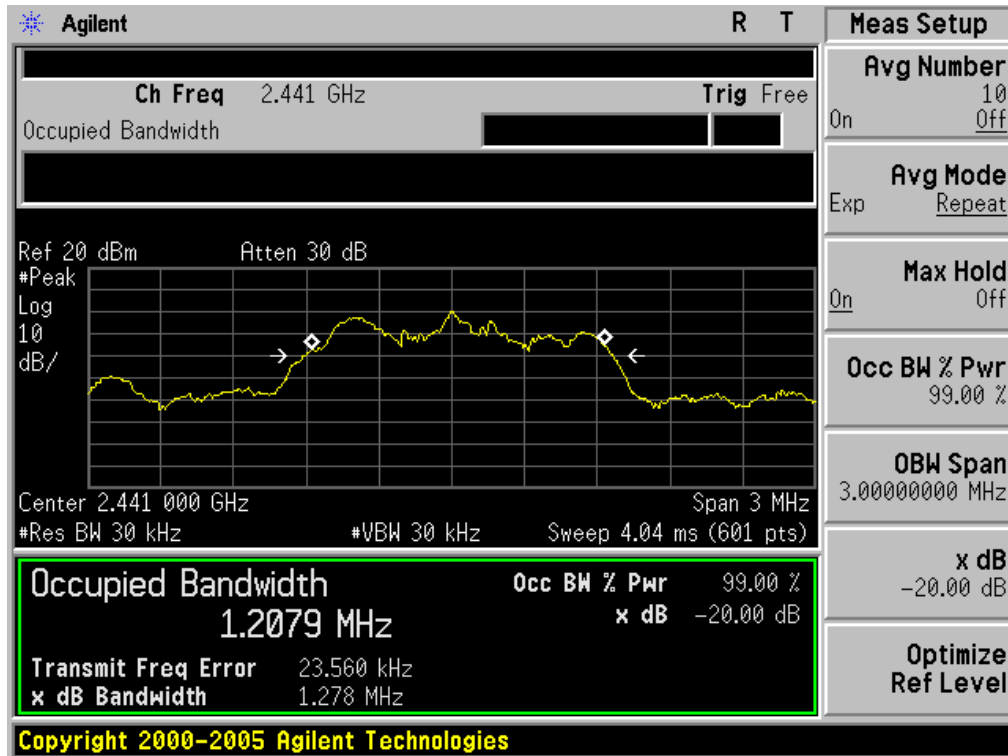 Agilent R T
Ch Freq 2.441 GHz Trig Free
Occupied Bandwidth
Ref 20 dBm Atten 30 dB
#Peak
Log
10
dB/
Center 2.441 000 GHz Span 3 MHz
#Res BW 30 kHz #VBW 30 kHz Sweep 4.04 ms (601 pts)
Occupied Bandwidth Occ BW % Pwr 99.00 %
1.2079 MHz x dB -20.00 dB
Transmit Freq Error 23.560 kHz
x dB Bandwidth 1.278 MHz
Copyright 2000-2005 Agilent Technologies
Meas Setup
Avg Number
10
On Off
Avg Mode
Exp Repeat
Max Hold
On Off
Occ BW % Pwr
99.00 %
OBW Span
3.00000000 MHz
x dB
-20.00 dB
Optimize
Ref Level